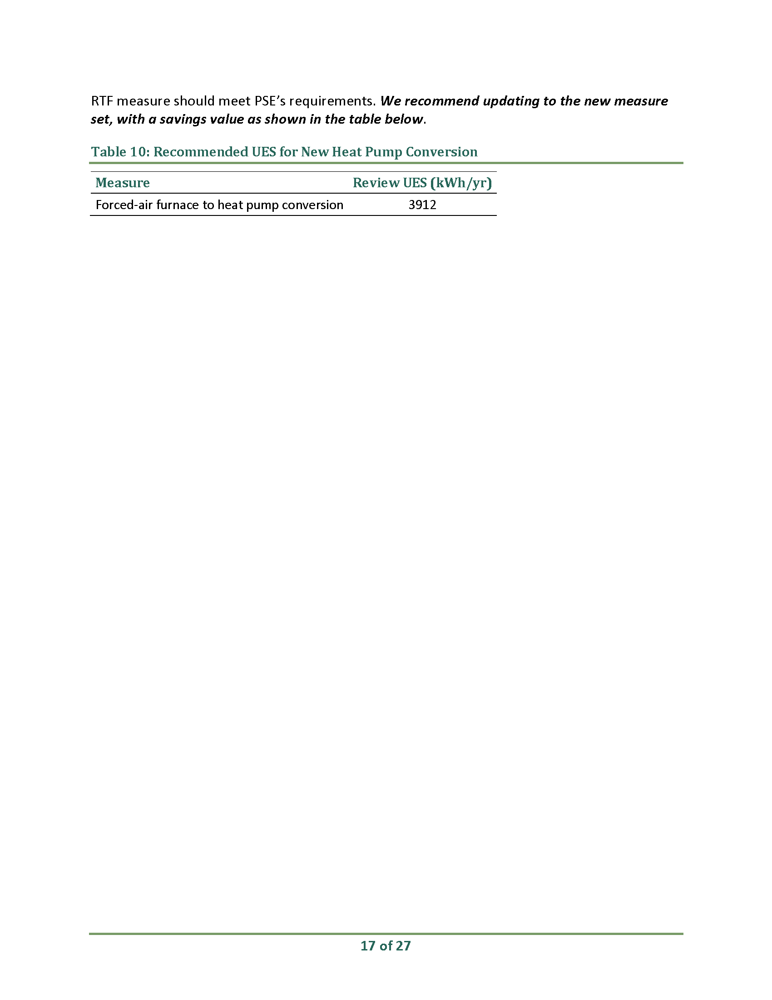 RTF measure should meet PSE’s requirements. We recommend updating to the new measure
set, with a savings value as shown in the table below.
Table 10: Recommended UES for New Heat Pump Conversion
Measure Review UES (kWh/yr)
Forced-air furnace to heat pump conversion 3912
17 of 27